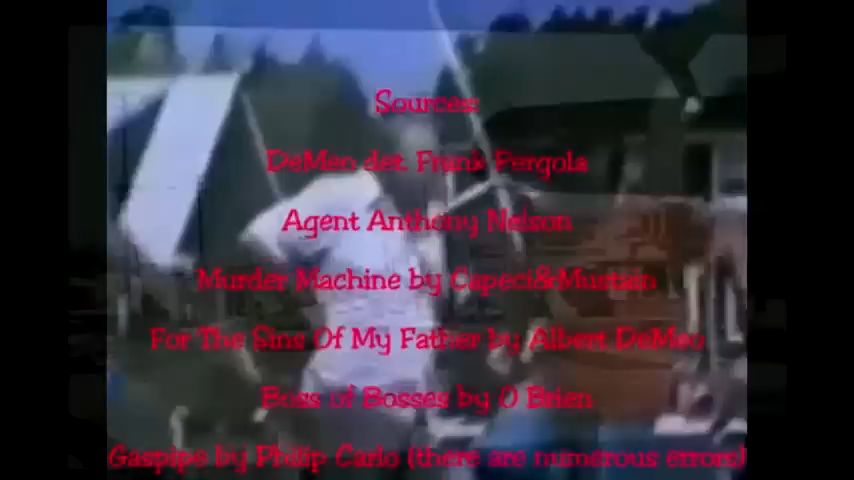 Sources:
DeMeo det. Frank Pergola
Agent Anthony Nelson
Murder Machine by Capeci&Mustain
For The Sins Of My Father by Albert DeMeo
Boss of Bosses by O Brien
Gaspipe by Philip Carlo (there are numerous errors)